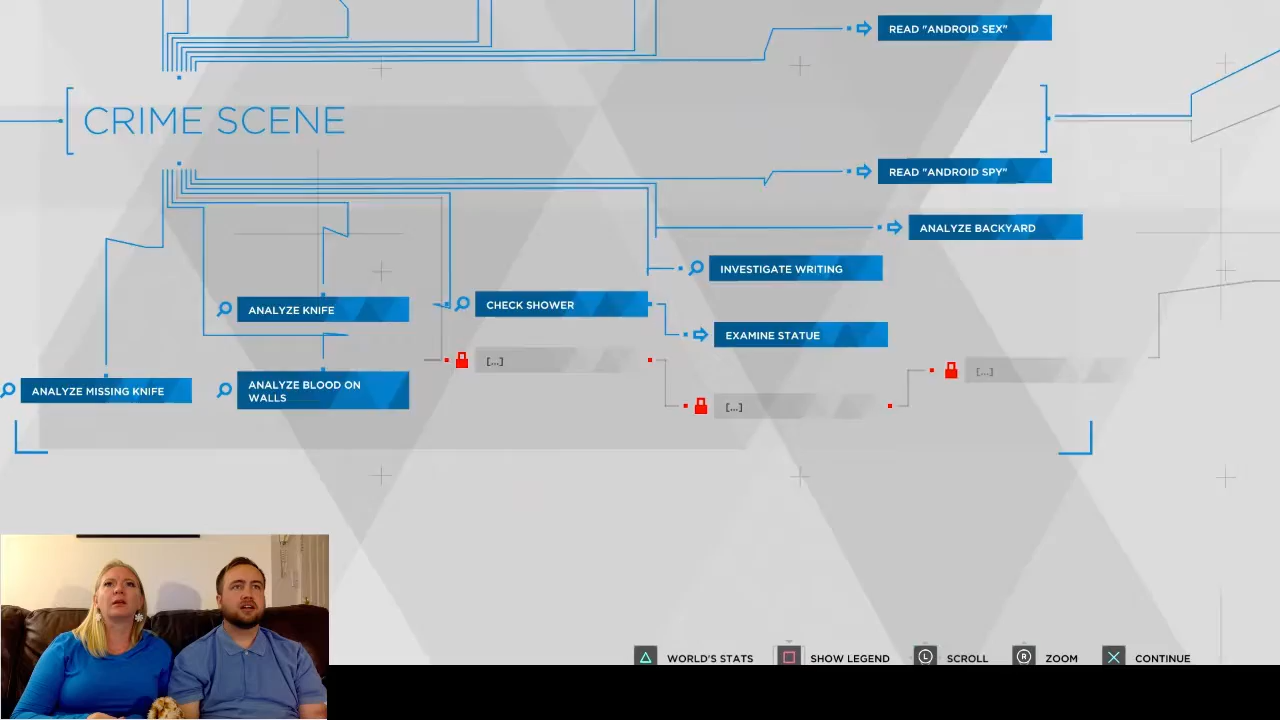 READ "ANDROID SEX"
CRIME SCENE
READ "ANDROID SPY"
ANALYZE BACKYARD
INVESTIGATE WRITING
ANALYZE KNIFE
CHECK SHOWER
EXAMINE STATUE
[...]
[...]
ANALYZE MISSING KNIFE
ANALYZE BLOOD ON
WALLS
[...]
WORLD'S STATS
SHOW LEGEND
L
SCROLL
R
ZOOM
CONTINUE